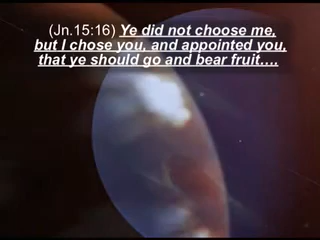 (Jn.15:16) Ye did not choose me,
but I chose you, and appointed you,
that ye should go and bear fruit....